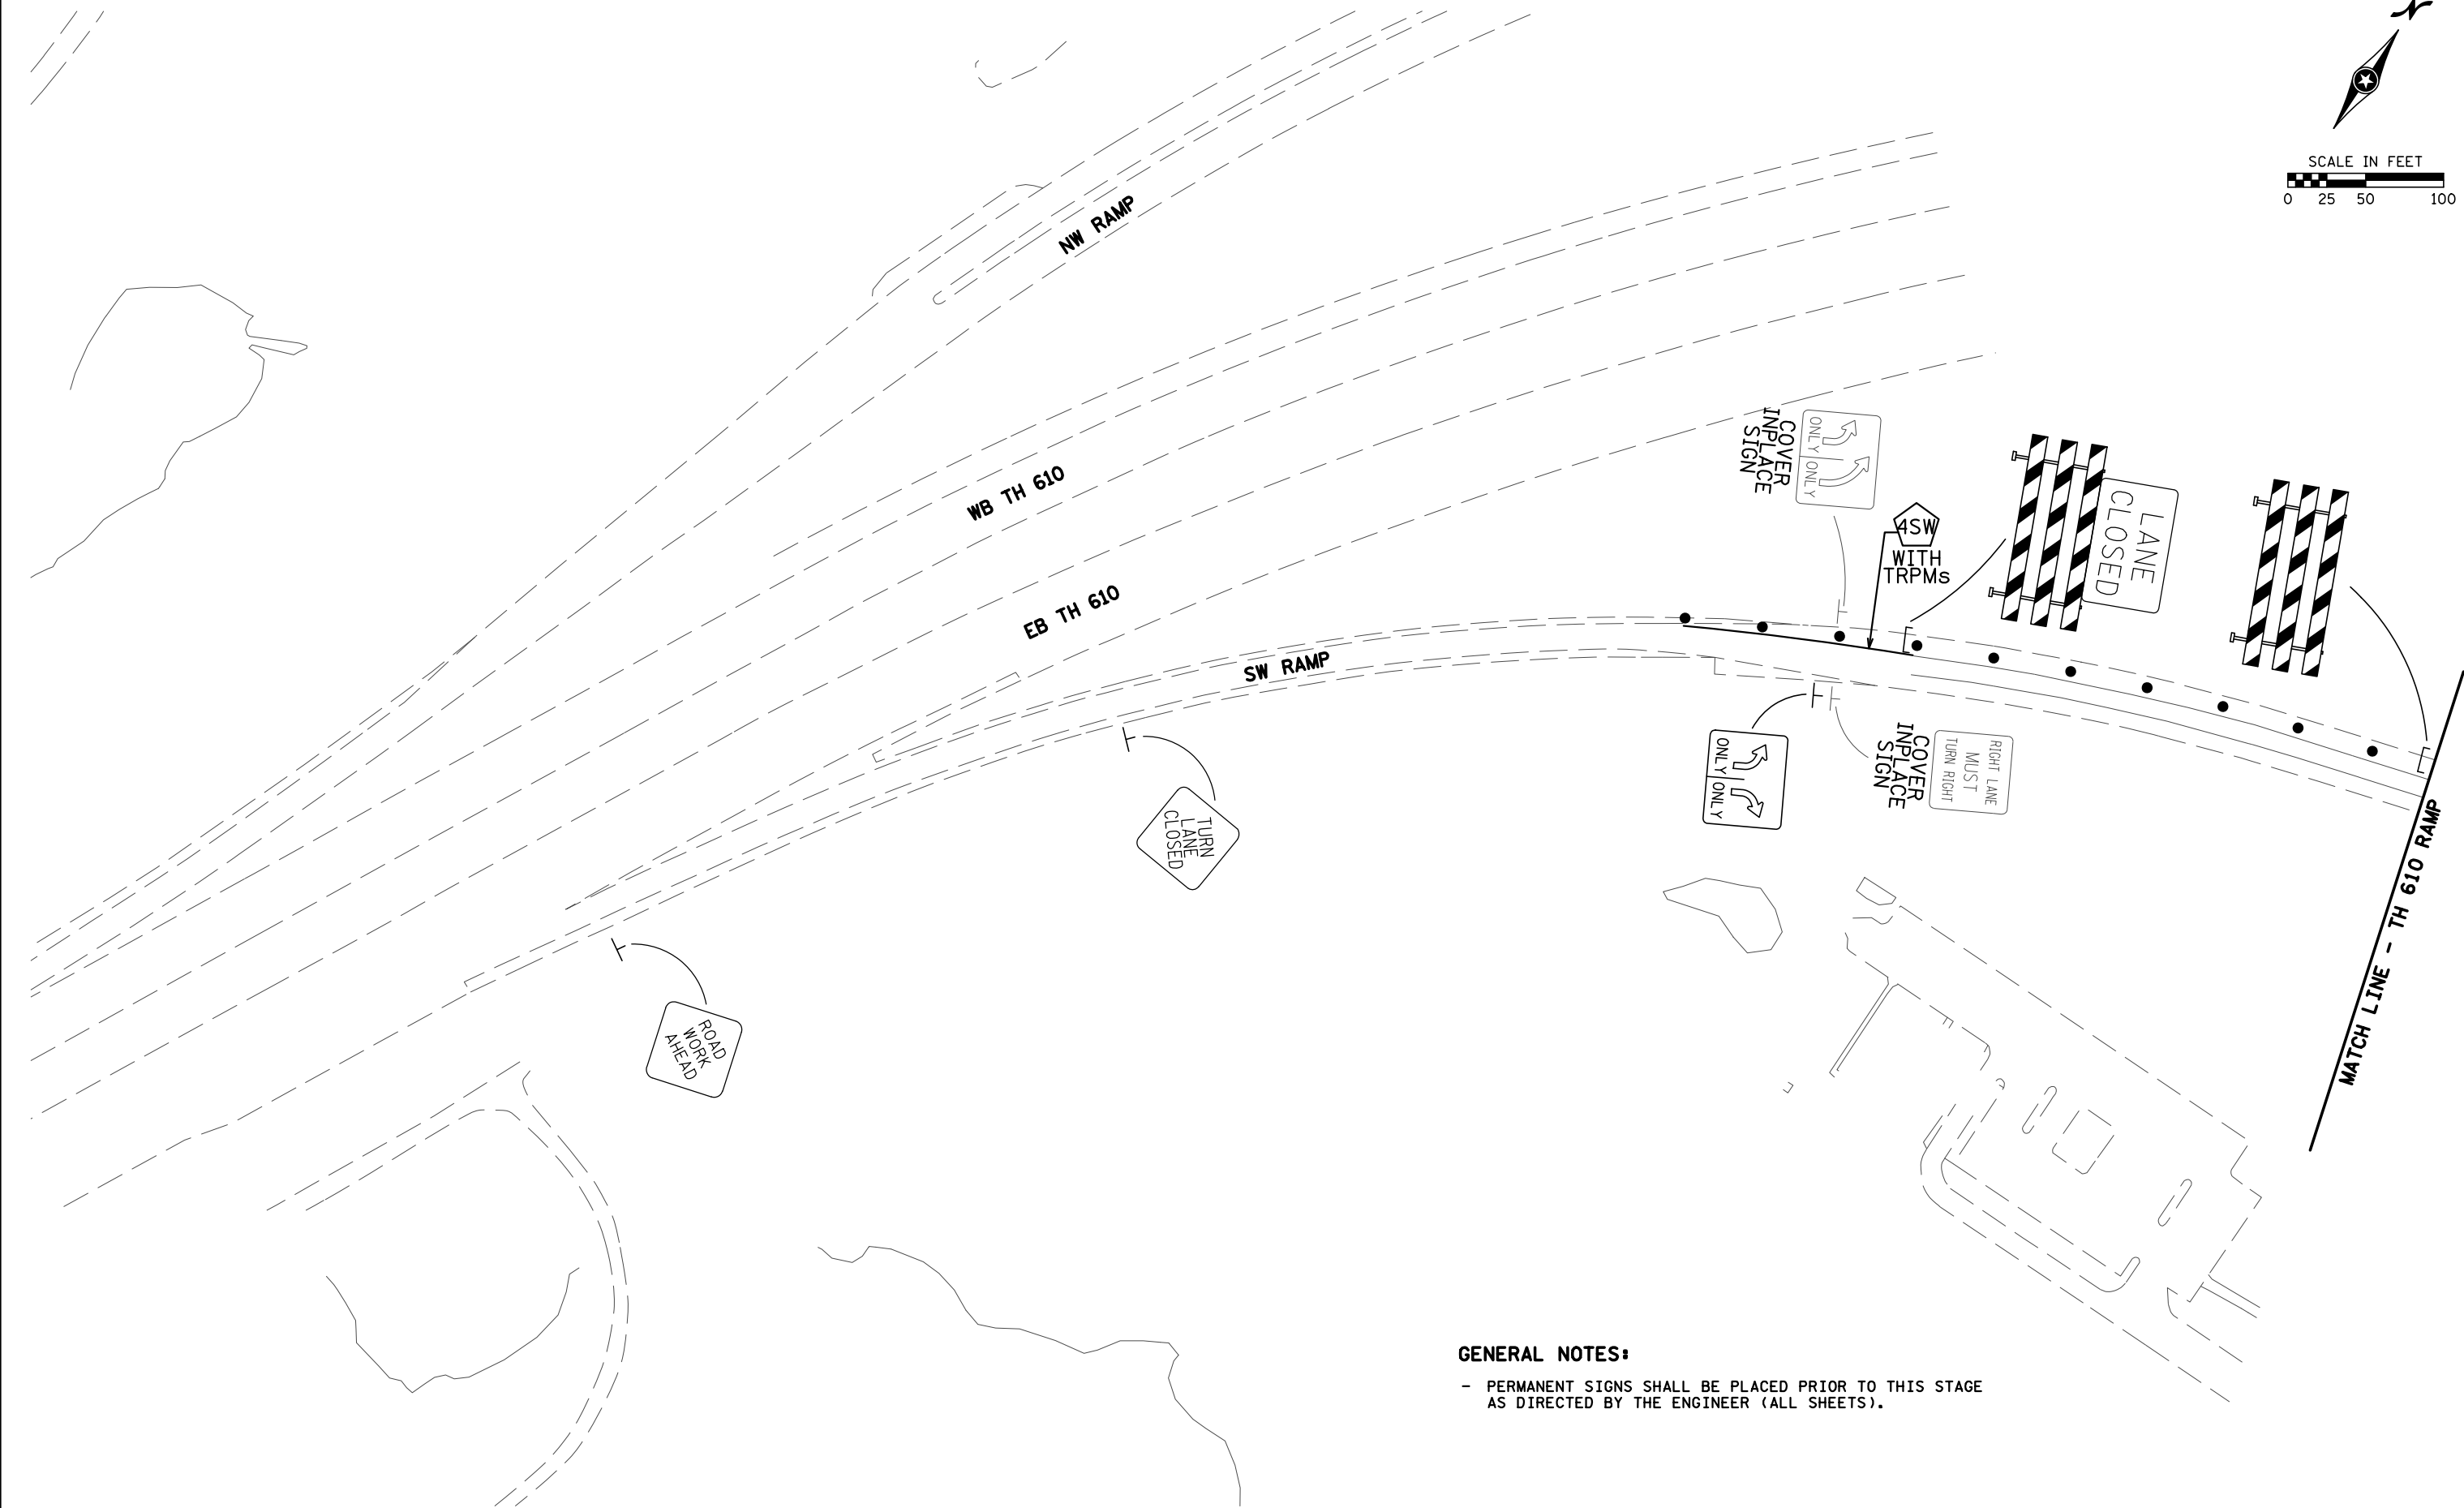 SCALE IN FEET
0 25 50 100
NW RAMP
WB TH 610
EB TH 610
SW RAMP
COVER
INPLACE
SIGN
ONLY ONLY
4SW
WITH
TRPMs
LANE
CLOSED
ONLY ONLY
COVER
INPLACE
SIGN
RIGHT LANE
MUST
TURN RIGHT
TURN
LANE
CLOSED
ROAD
WORK
AHEAD
MATCH LINE - TH 610 RAMP
GENERAL NOTES:
- PERMANENT SIGNS SHALL BE PLACED PRIOR TO THIS STAGE
AS DIRECTED BY THE ENGINEER (ALL SHEETS).